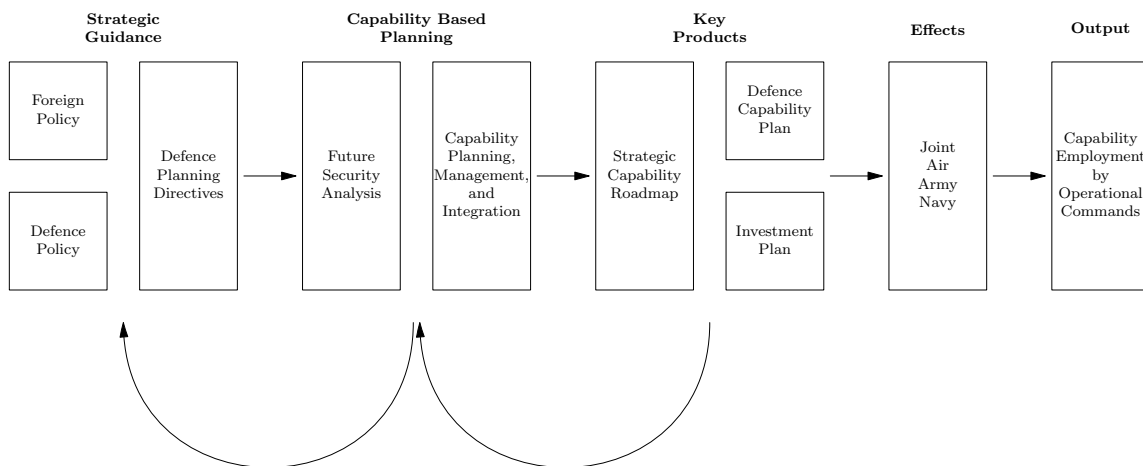 Strategic
Guidance
Capability Based
Planning
Key
Products
Effects
Output
Foreign
Policy
Defence
Policy
Defence
Planning
Directives
Future
Security
Analysis
Capability
Planning,
Management,
and
Integration
Strategic
Capability
Roadmap
Defence
Capability
Plan
Investment
Plan
Joint
Air
Army
Navy
Capability
Employment
by
Operational
Commands